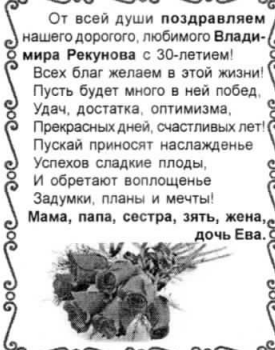 От всей души поздравляем
нашего дорогого, любимого Влади-
мира Рекунова с 30-летием!
Всех благ желаем в этой жизни!
Пусть будет много в ней побед,
Удач, достатка, оптимизма,
Прекрасных дней, счастливых лет!
Пускай приносят наслажденье
Успехов сладкие плоды,
И обретают воплощенье
Задумки, планы и мечты!
Мама, папа, сестра, зять, жена,
дочь Ева.